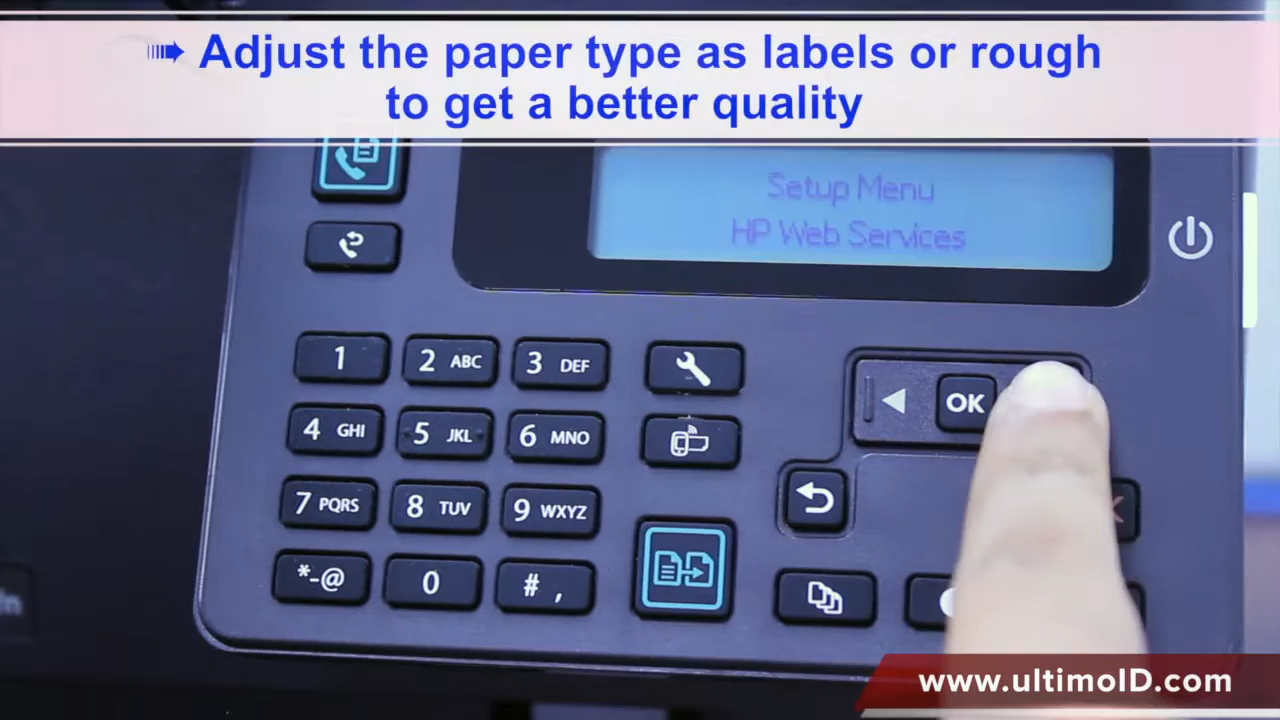 Adjust the paper type as labels or rough
to get a better quality
Setup Menu
HP Web Services
1
2 ABC
3 DEF
OK
4 GHI
5 JKL
6 MNO
7 PQRS
8 TUV
9 WXYZ
*-@
0
# ,
www.ultimoID.com